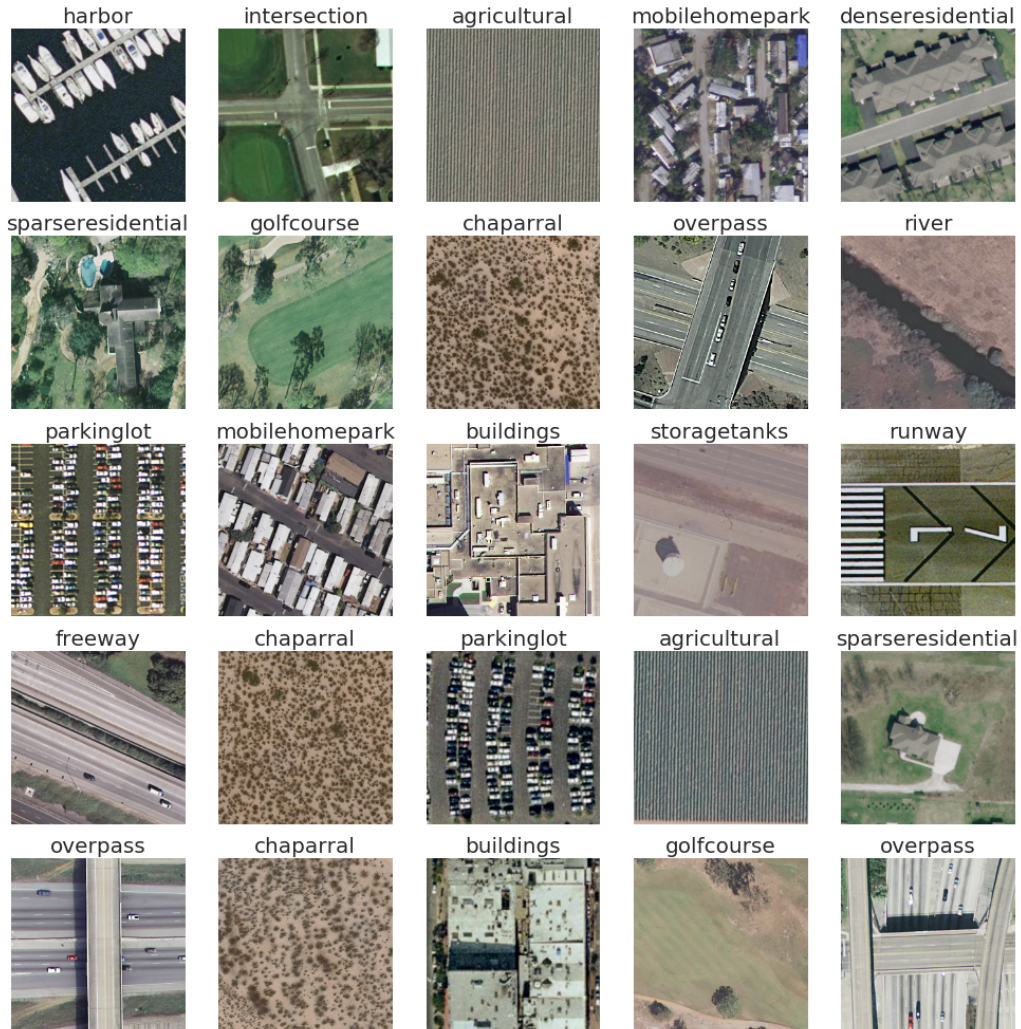 harbor intersection agricultural mobilehomepark denseresidential
sparseresidential golfcourse chaparral overpass river
parkinglot mobilehomepark buildings storagetanks runway
freeway chaparral parkinglot agricultural sparseresidential
overpass chaparral buildings golfcourse overpass